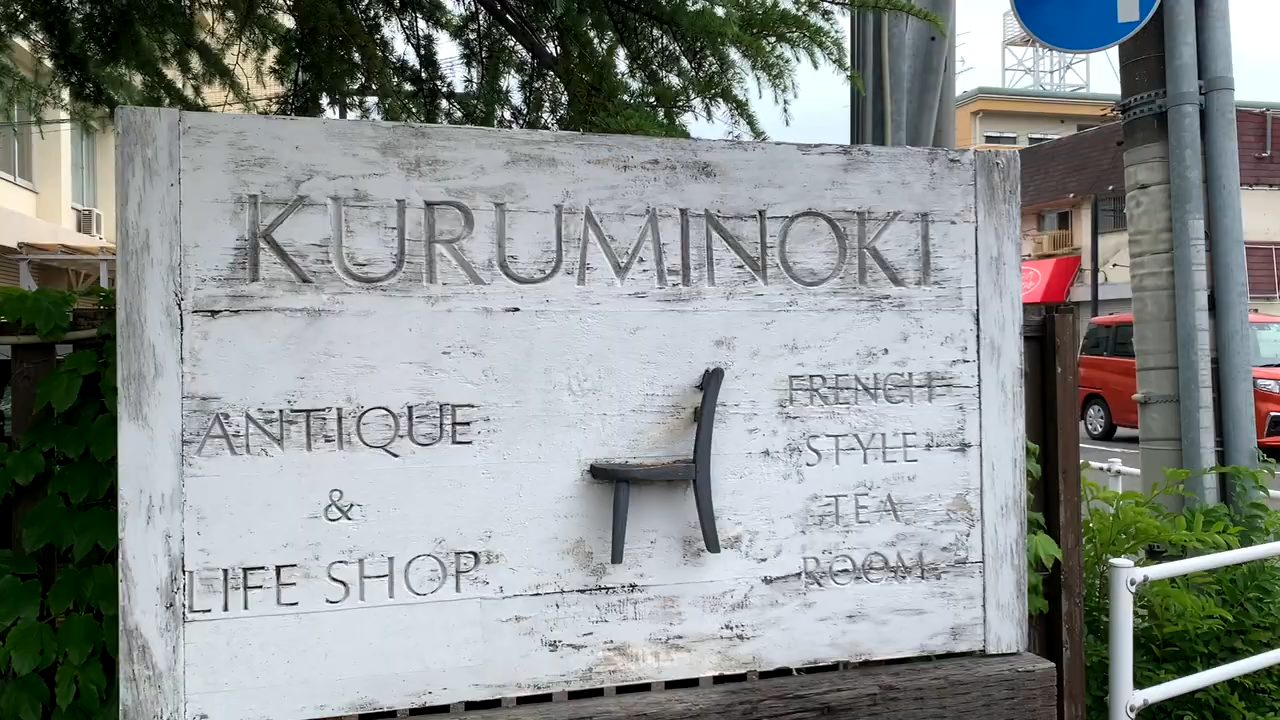 KURUMINOKI
ANTIQUE
&
LIFE SHOP
FRENCH
STYLE
TEA
ROOM